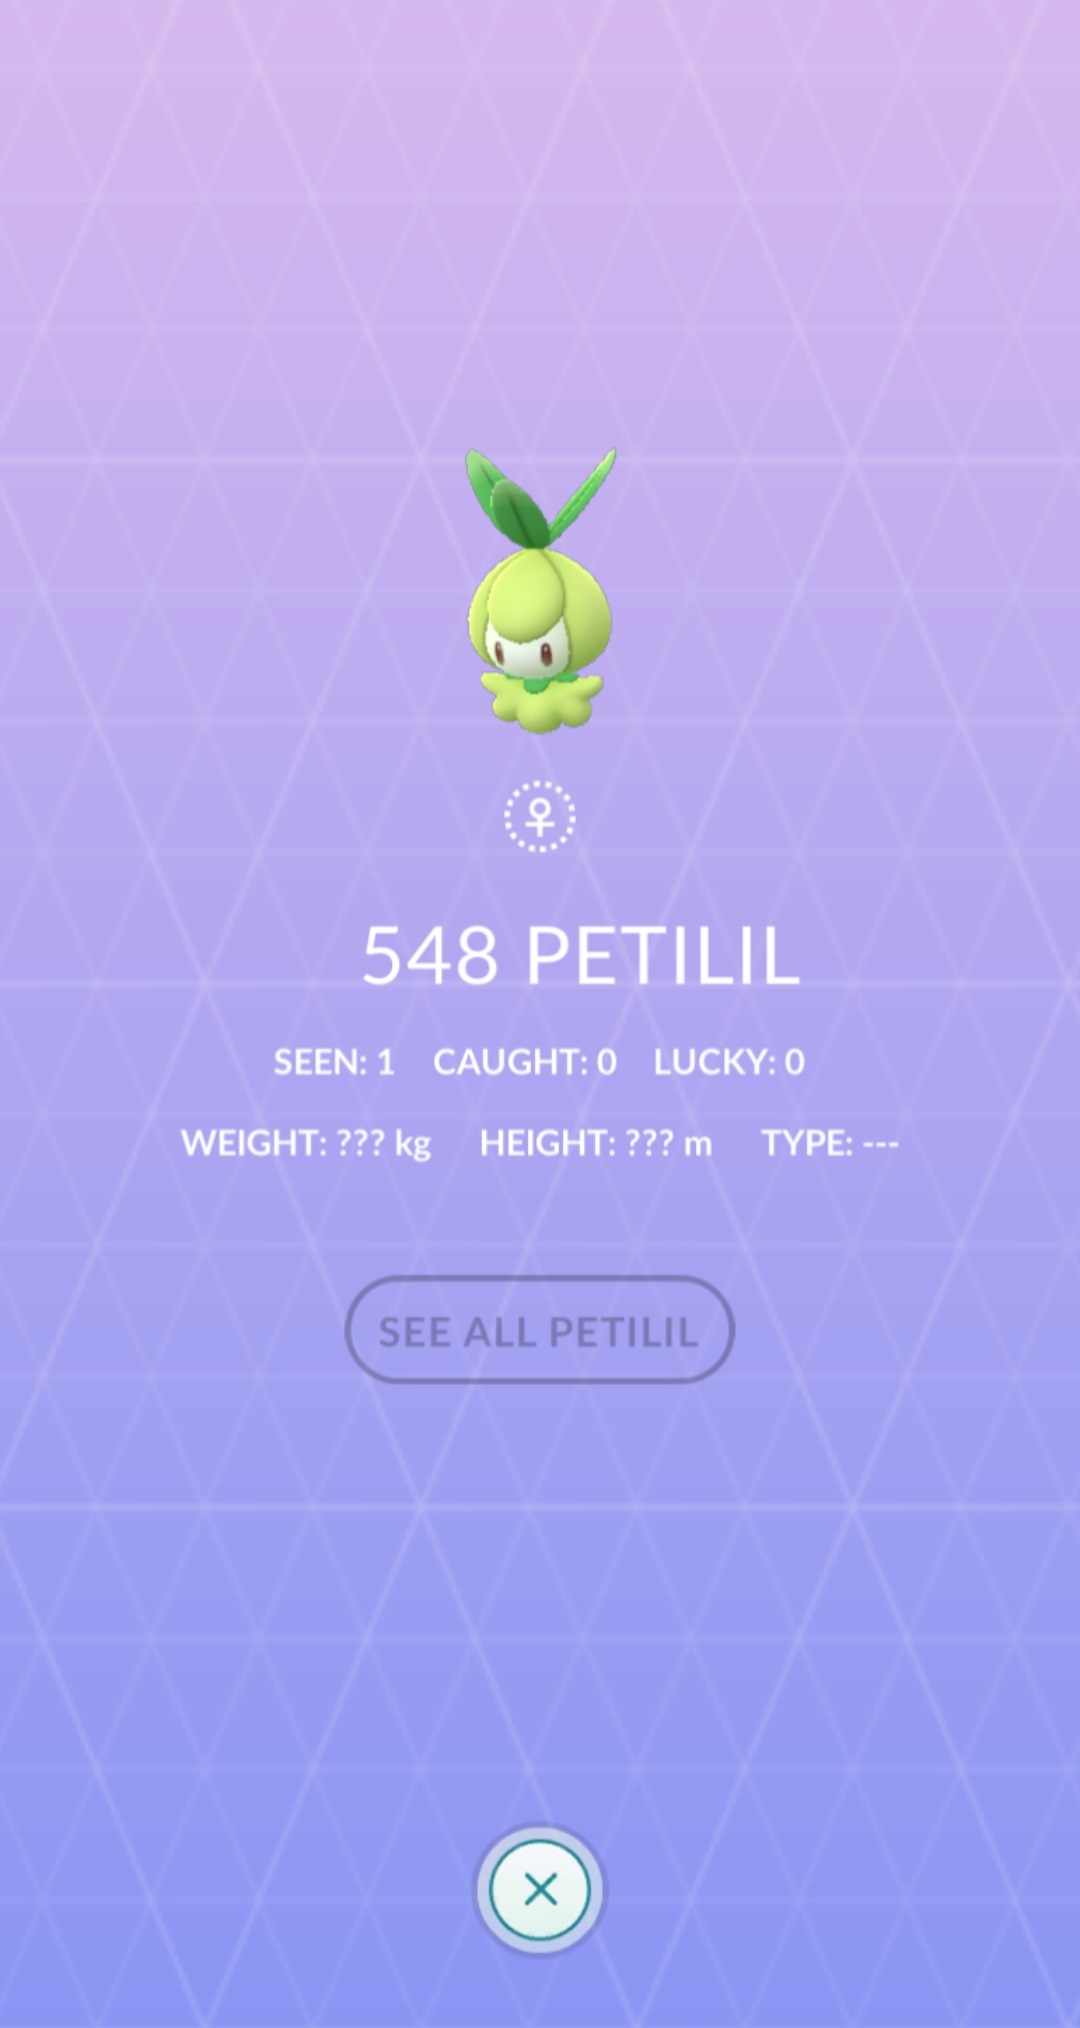 548 PETILIL
SEEN: 1 CAUGHT: 0 LUCKY: 0
WEIGHT: ??? kg HEIGHT: ??? m TYPE: ---
SEE ALL PETILIL